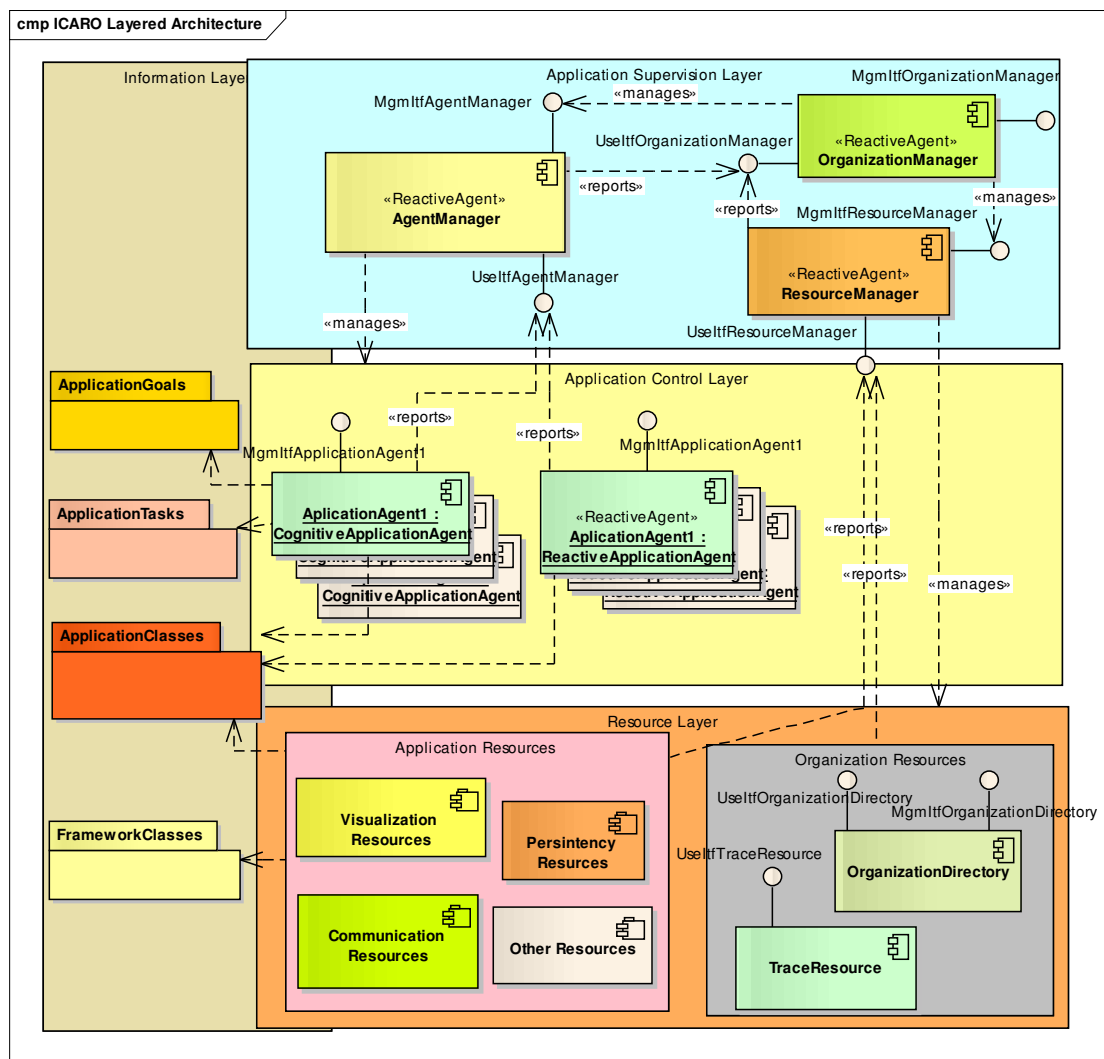 cmp ICARO Layered Architecture
Information Layer
Application Supervision Layer
«manages»
MgmItfOrganizationManager
MgmItfAgentManager
UseItfOrganizationManager
«ReactiveAgent»
OrganizationManager
«ReactiveAgent»
AgentManager
«reports»
«reports»
«manages»
MgmItfResourceManager
«ReactiveAgent»
ResourceManager
UseItfAgentManager
«manages»
UseItfResourceManager
ApplicationGoals
Application Control Layer
«reports»
«reports»
MgmItfApplicationAgent1
MgmItfApplicationAgent1
ApplicationTasks
AplicationAgent1 :
CognitiveApplicationAgent
CognitiveApplicationAgent
CognitiveApplicationAgent
«ReactiveAgent»
AplicationAgent1 :
ReactiveApplicationAgent
«reports»
«reports»
«manages»
ApplicationClasses
Resource Layer
Application Resources
Organization Resources
UseItfOrganizationDirectory
MgmItfOrganizationDirectory
Visualization
Resources
Persintency
Resurces
FrameworkClasses
UseItfTraceResource
OrganizationDirectory
Communication
Resources
Other Resources
TraceResource